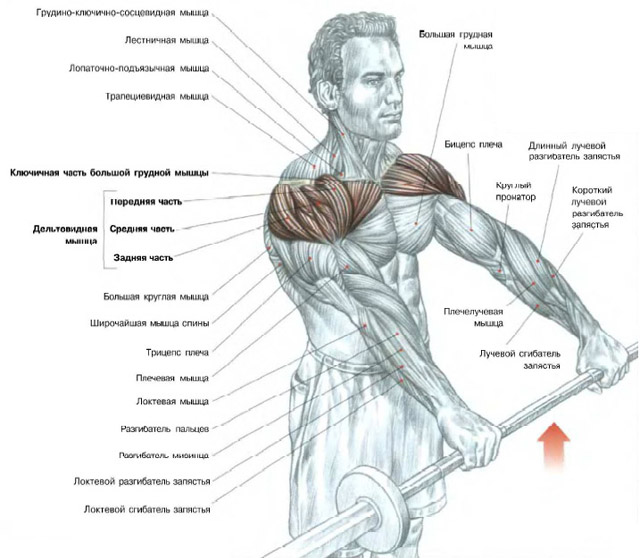 Грудино-ключично-сосцевидная мышца
Лестничная мышца
Лопаточно-подъязычная мышца
Трапециевидная мышца
Ключичная часть большой грудной мышцы
Дельтовидная
мышца
Передняя часть
Средняя часть
Задняя часть
Большая круглая мышца
Широчайшая мышца спины
Трицепс плеча
Плечевая мышца
Локтевая мышца
Разгибатель пальцев
Разгибатель мизинца
Локтевой разгибатель запястья
Локтевой сгибатель запястья
Большая грудная
мышца
Бицепс плеча
Длинный лучевой
разгибатель запястья
Круглый
пронатор
Короткий
лучевой
разгибатель
запястья
Плечелучевая
мышца
Лучевой сгибатель
запястья